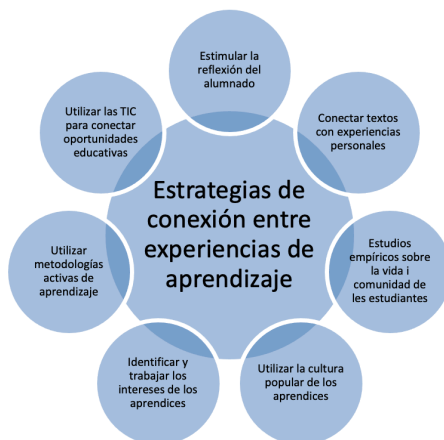 Estimular la
reflexión del
alumnado
Conectar textos
con experiencias
personales
Estudios
empíricos sobre
la vida i
comunidad de
les estudiantes
Utilizar la cultura
popular de los
aprendices
Identificar y
trabajar los
intereses de los
aprendices
Utilizar
metodologías
activas de
aprendizaje
Utilizar las TIC
para conectar
oportunidades
educativas
Estrategias de
conexión entre
experiencias de
aprendizaje